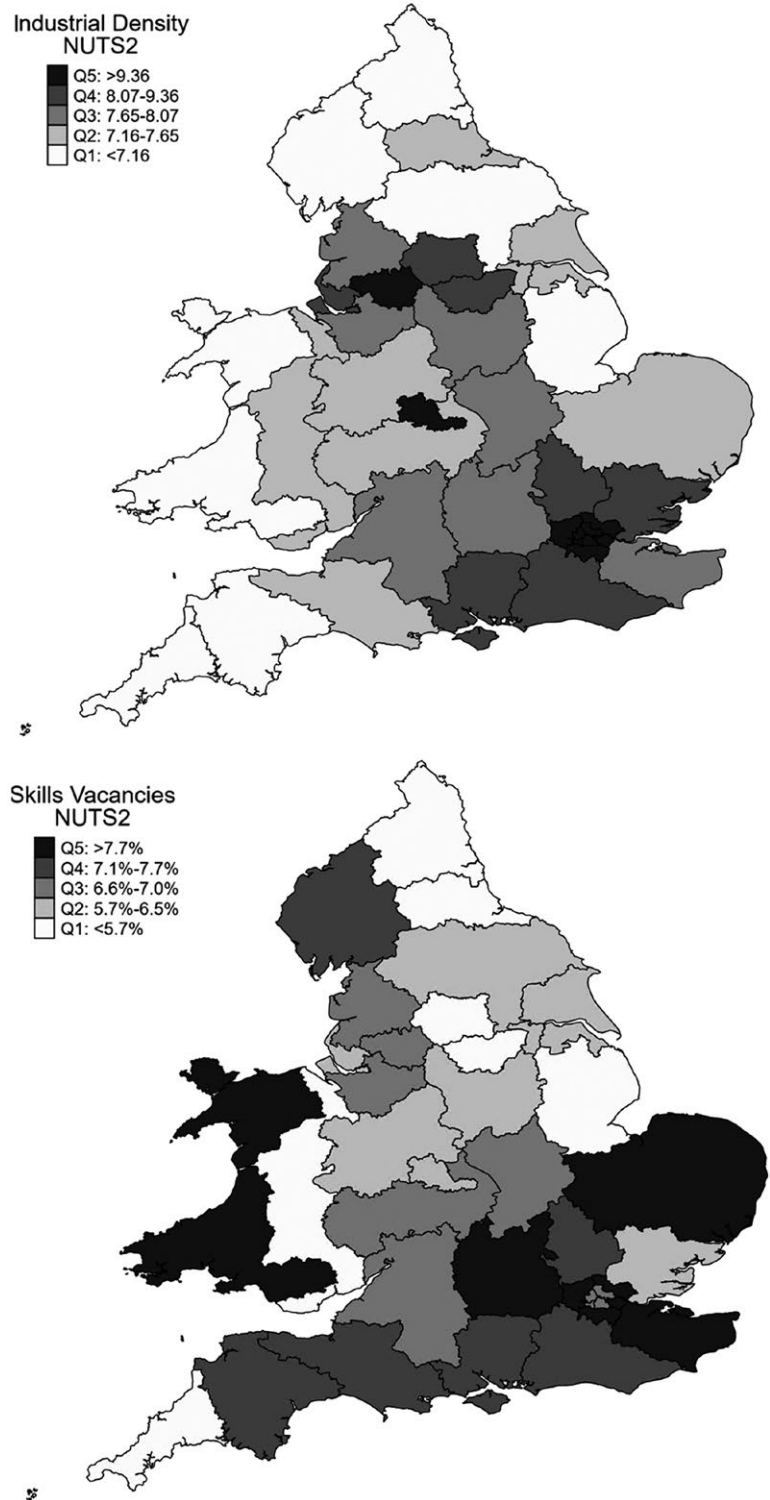 Industrial Density
NUTS2
Q5: >9.36
Q4: 8.07-9.36
Q3: 7.65-8.07
Q2: 7.16-7.65
Q1: <7.16
Skills Vacancies
NUTS2
Q5: >7.7%
Q4: 7.1%-7.7%
Q3: 6.6%-7.0%
Q2: 5.7%-6.5%
Q1: <5.7%